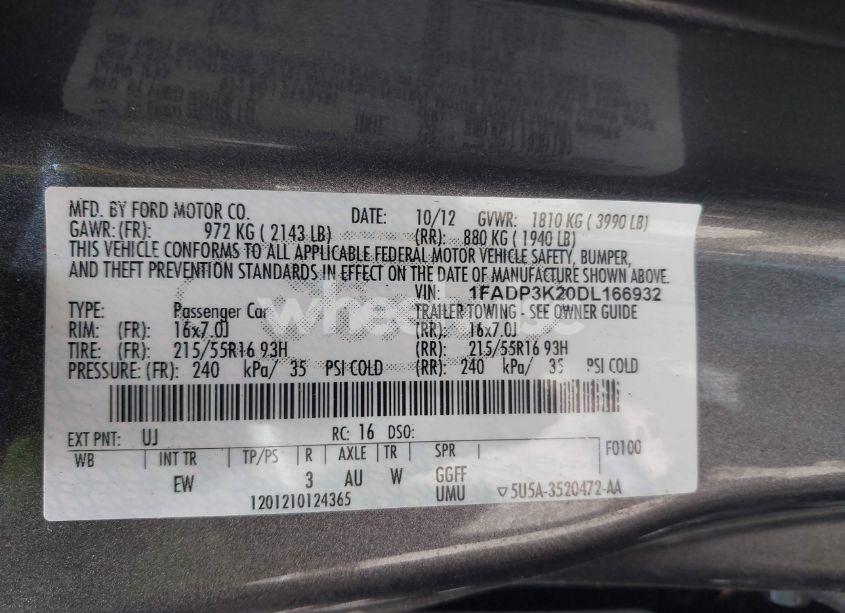 MFD. BY FORD MOTOR CO. DATE: 10/12 GVWR: 1810 KG ( 3990 LB)
GAWR: (FR): 972 KG ( 2143 LB) (RR): 880 KG ( 1940 LB)
THIS VEHICLE CONFORMS TO ALL APPLICABLE FEDERAL MOTOR VEHICLE SAFETY, BUMPER,
AND THEFT PREVENTION STANDARDS IN EFFECT ON THE DATE OF MANUFACTURE SHOWN ABOVE.
VIN: 1FADP3K20DL166932
TYPE: Passenger Car TRAILER TOWING - SEE OWNER GUIDE
RIM: (FR): 16x7.0J (RR): 16x7.0J
TIRE: (FR): 215/55R16 93H (RR): 215/55R16 93H
PRESSURE: (FR): 240 kPa/ 35 PSI COLD (RR): 240 kPa/ 35 PSI COLD
EXT PNT: UJ RC: 16 DSO: F0100
WB INT TR TP/PS R AXLE TR SPR
EW 3 AU W GGFF
1201210124365 UMU ▽5U5A-3520472-AA